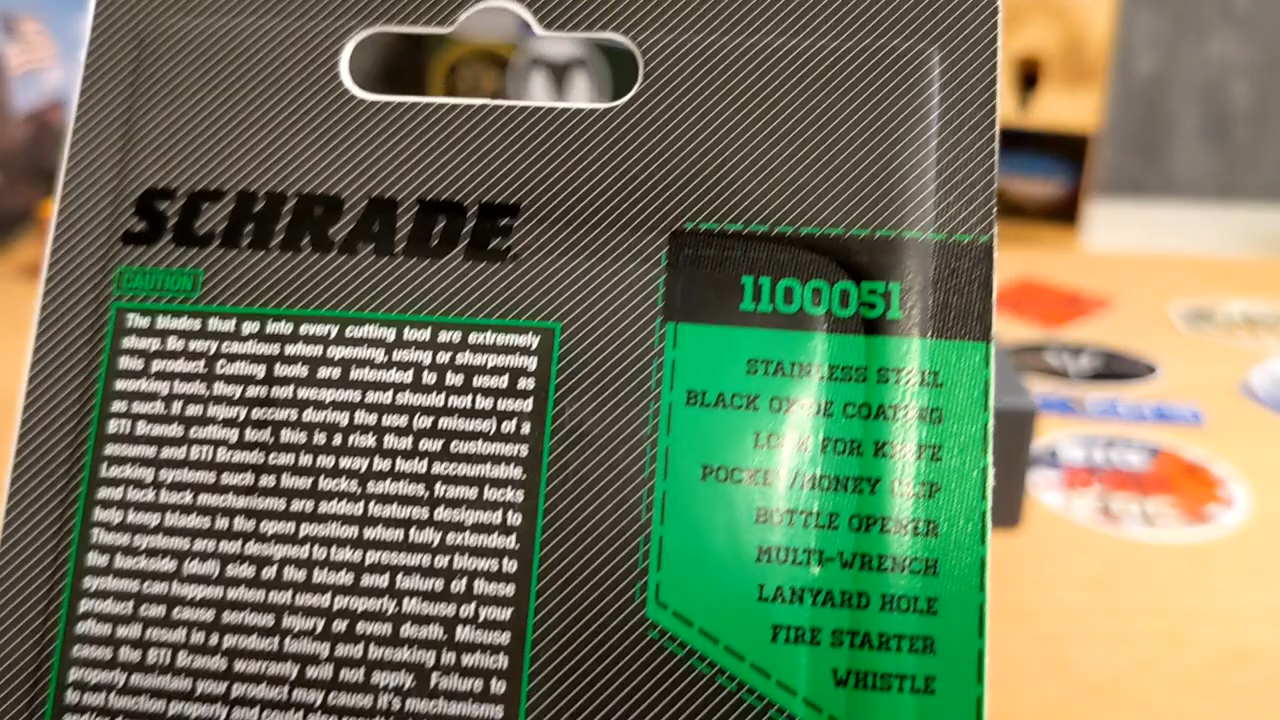 SCHRADE
CAUTION
The blades that go into every cutting tool are extremely
sharp. Be very cautious when opening, using or sharpening
this product. Cutting tools are intended to be used as
working tools, they are not weapons and should not be used
as such. If an injury occurs during the use (or misuse) of a
BTI Brands cutting tool, this is a risk that our customers
assume and BTI Brands can in no way be held accountable.
Locking systems such as liner locks, safeties, frame locks
and lock back mechanisms are added features designed to
help keep blades in the open position when fully extended.
These systems are not designed to take pressure or blows to
the backside (dull) side of the blade and failure of these
systems can happen when not used properly. Misuse of your
product can cause serious injury or even death. Misuse
often will result in a product failing and breaking in which
cases the BTI Brands warranty will not apply. Failure to
properly maintain your product may cause it's mechanisms
to not function properly and could also
1100051
STAINLESS STEEL
BLACK OXIDE COATING
LOCK FOR KNIFE
POCKET/MONEY CLIP
BOTTLE OPENER
MULTI-WRENCH
LANYARD HOLE
FIRE STARTER
WHISTLE